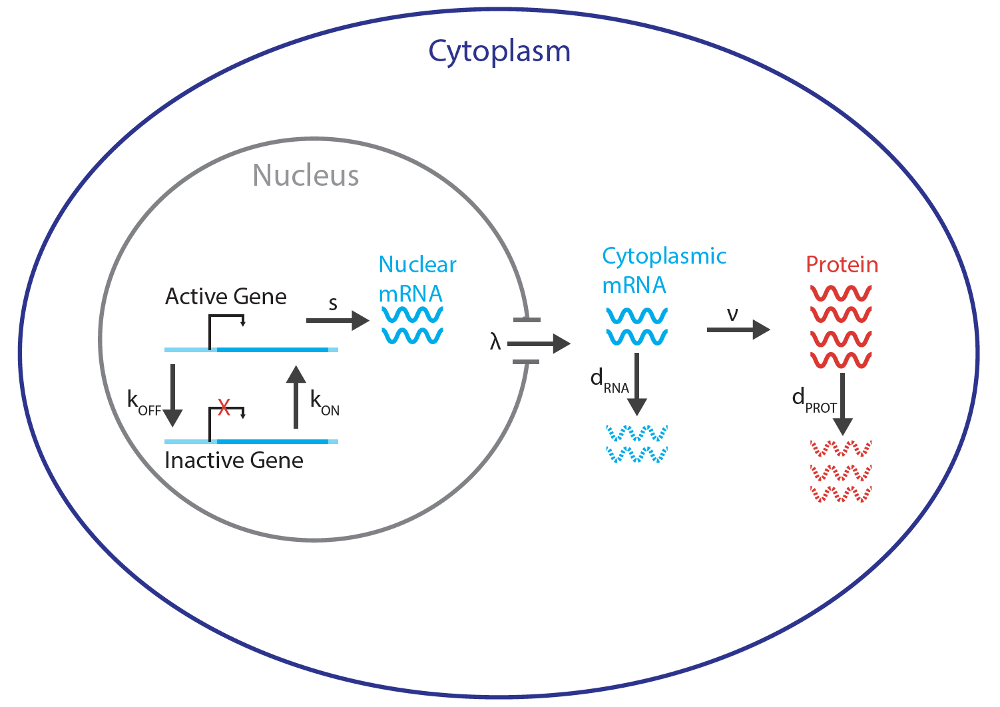 Cytoplasm
Nucleus
Nuclear
mRNA
Cytoplasmic
mRNA
Protein
Active Gene
s
λ
ν
kOFF
X
kON
dRNA
dPROT
Inactive Gene